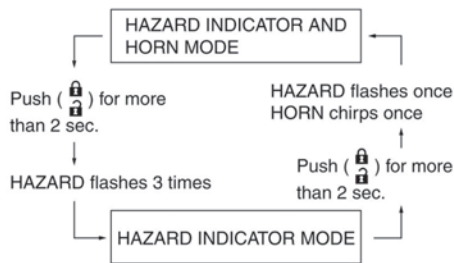 HAZARD INDICATOR AND
HORN MODE
Push ( ) for more
than 2 sec.
HAZARD flashes 3 times
HAZARD INDICATOR MODE
Push ( ) for more
than 2 sec.
HAZARD flashes once
HORN chirps once